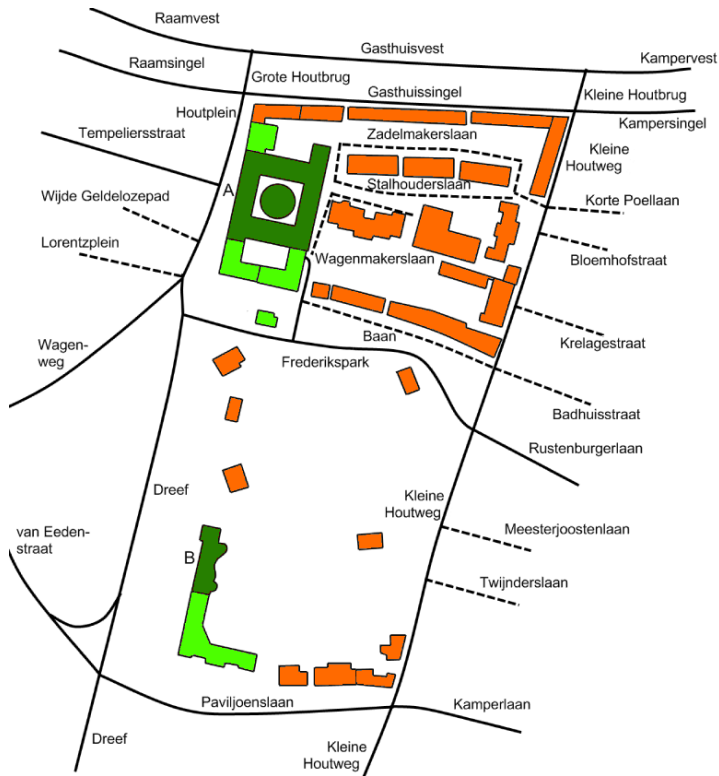 Raamvest
Gasthuisvest
Kampervest
Raamsingel
Grote Houtbrug
Gasthuissingel
Kleine Houtbrug
Houtplein
Kampersingel
Tempeliersstraat
Zadelmakerslaan
Kleine
Houtweg
A
Stalhouderslaan
Wijde Geldelozepad
Korte Poellaan
Lorentzplein
Wagenmakerslaan
Bloemhofstraat
Wagen-
weg
Baan
Krelagestraat
Frederikspark
Badhuisstraat
Rustenburgerlaan
Dreef
Kleine
Houtweg
van Eeden-
straat
Meesterjoostenlaan
B
Twijnderslaan
Paviljoenslaan
Kamperlaan
Dreef
Kleine
Houtweg